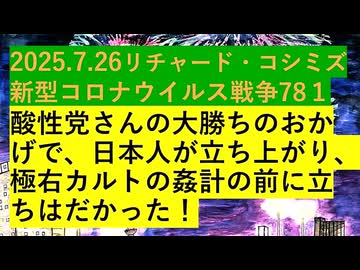 2025.7.26リチャード・コシミズ
新型コロナウイルス戦争78１
酸性党さんの大勝ちのおか
げで、日本人が立ち上がり、
極右カルトの姦計の前に立
ちはだかった！